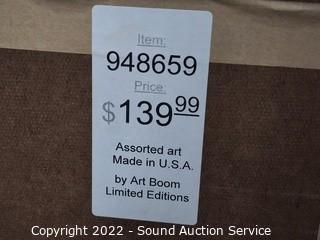 Item:
948659
Price:
$139.99
Assorted art
Made in U.S.A.
by Art Boom
Limited Editions
Copyright 2022 - Sound Auction Service